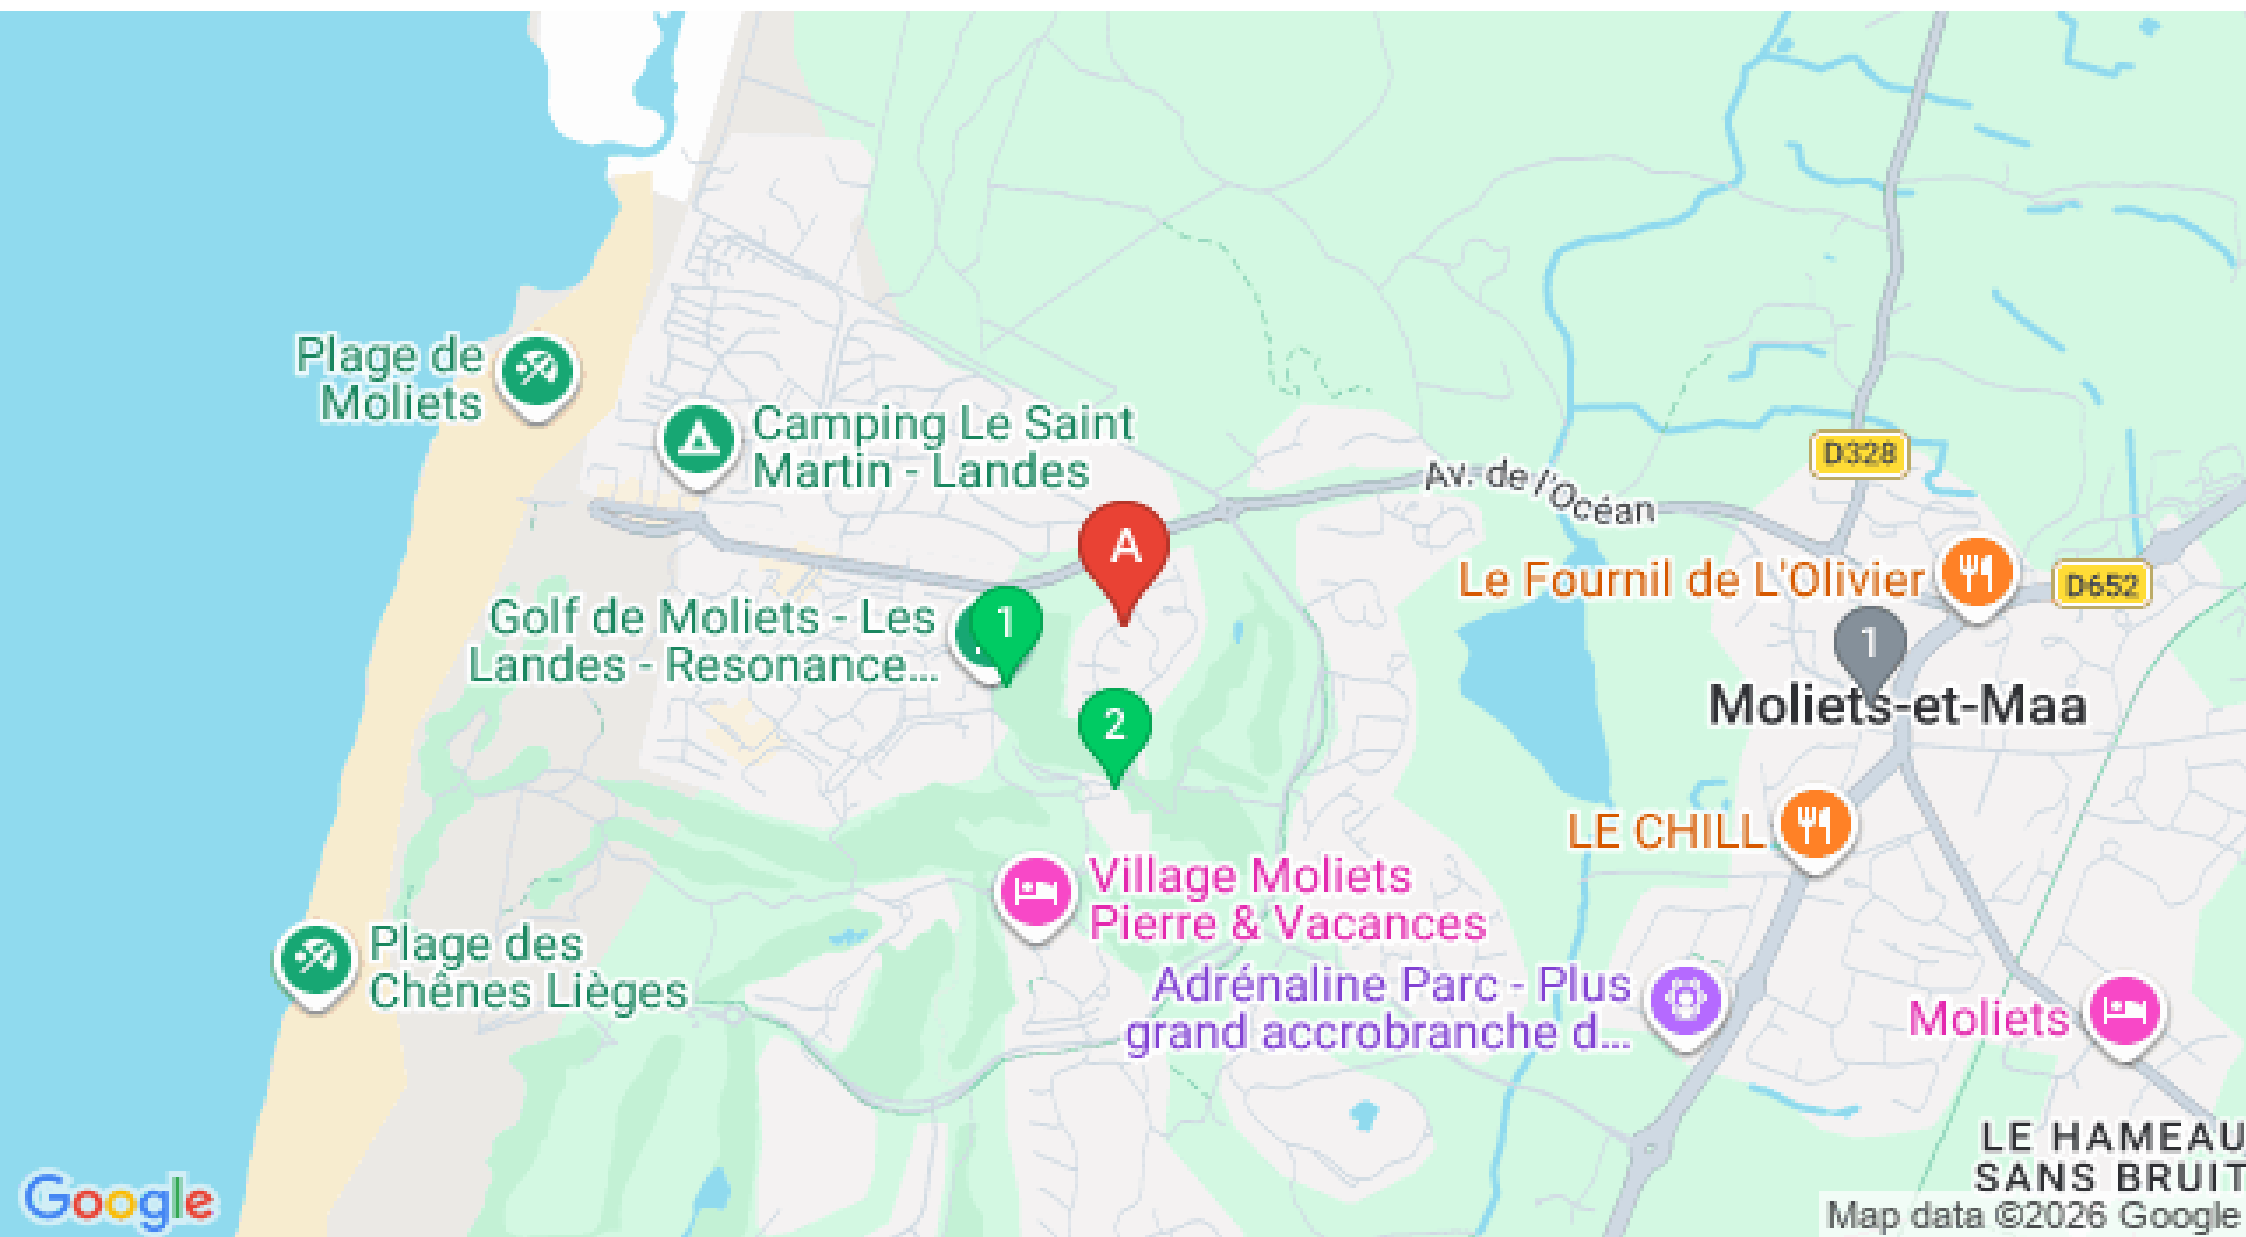 Plage de
Moliets
Camping Le Saint
Martin - Landes
Av. de l'Océan
D328
A
Le Fournil de L'Olivier
D652
Golf de Moliets - Les
Landes - Resonance...
1
1
Moliets-et-Maa
2
LE CHILL
Village Moliets
Pierre & Vacances
Plage des
Chênes Lièges
Adrénaline Parc - Plus
grand accrobranche d...
Moliets
LE HAMEAU
SANS BRUIT
Google
Map data ©2026 Google